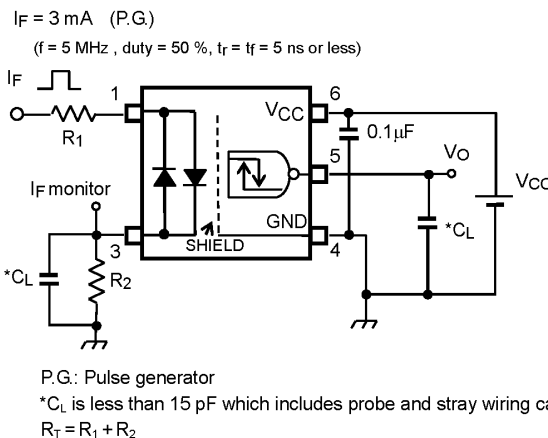 IF = 3 mA (P.G.)
(f = 5 MHz , duty = 50 %, tr = tf = 5 ns or less)
IF
R1
1
VCC
6
0.1μF
5
VO
VCC
IF monitor
GND
*CL
3
SHIELD
4
*CL
R2
P.G.: Pulse generator
*CL is less than 15 pF which includes probe and stray wiring ca
RT = R1 + R2